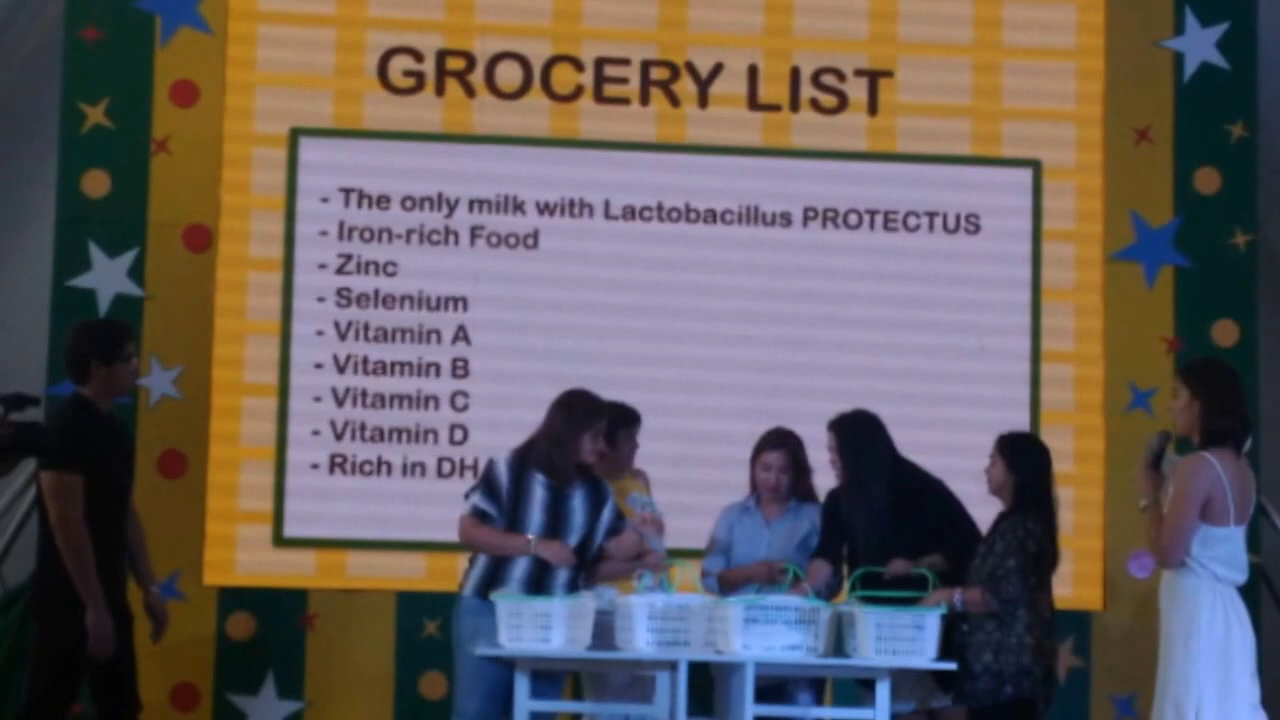 GROCERY LIST
- The only milk with Lactobacillus PROTECTUS
- Iron-rich Food
- Zinc
- Selenium
- Vitamin A
- Vitamin B
- Vitamin C
- Vitamin D
- Rich in DHA